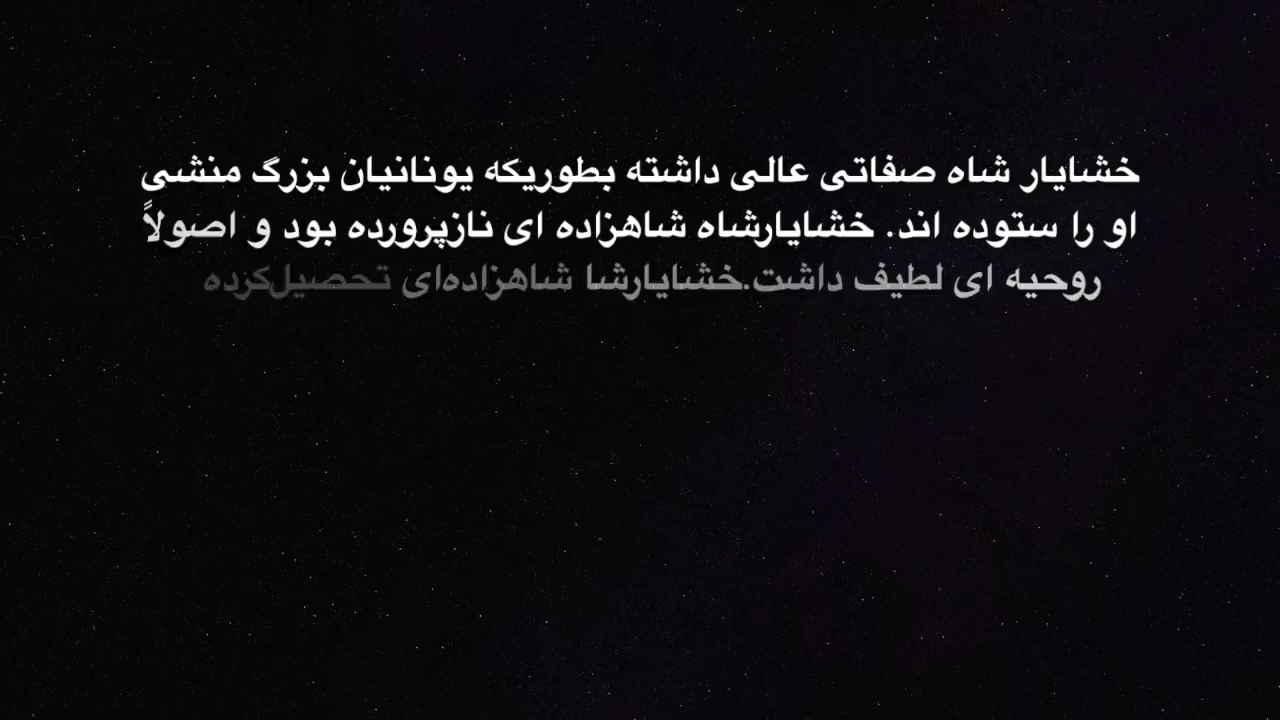 خشایار شاه صفاتی عالی داشته بطوریکه یونانیان بزرگ منشی
او را ستوده اند. خشایارشاه شاهزاده ای نازپرورده بود و اصولاً
روحیه ای لطیف داشت.خشایارشا شاهزاده‌ای تحصیل‌کرده